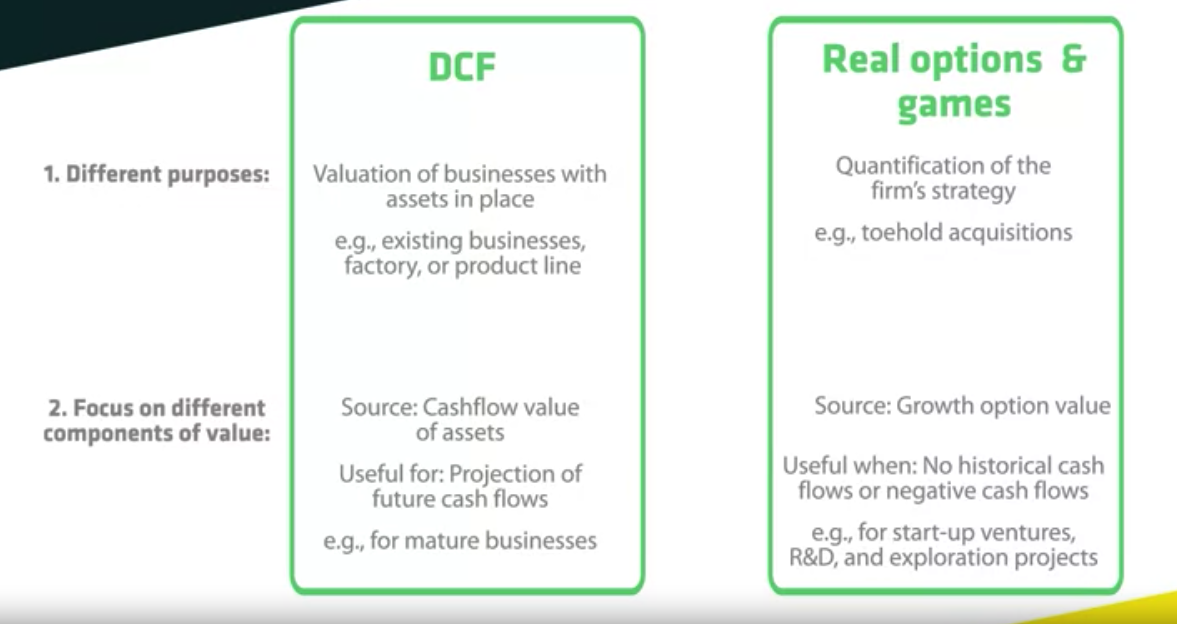 DCF
Real options &
games
1. Different purposes:
Valuation of businesses with
assets in place
e.g., existing businesses,
factory, or product line
Quantification of the
firm's strategy
e.g., toehold acquisitions
2. Focus on different
components of value:
Source: Cashflow value
of assets
Useful for: Projection of
future cash flows
e.g., for mature businesses
Source: Growth option value
Useful when: No historical cash
flows or negative cash flows
e.g., for start-up ventures,
R&D, and exploration projects